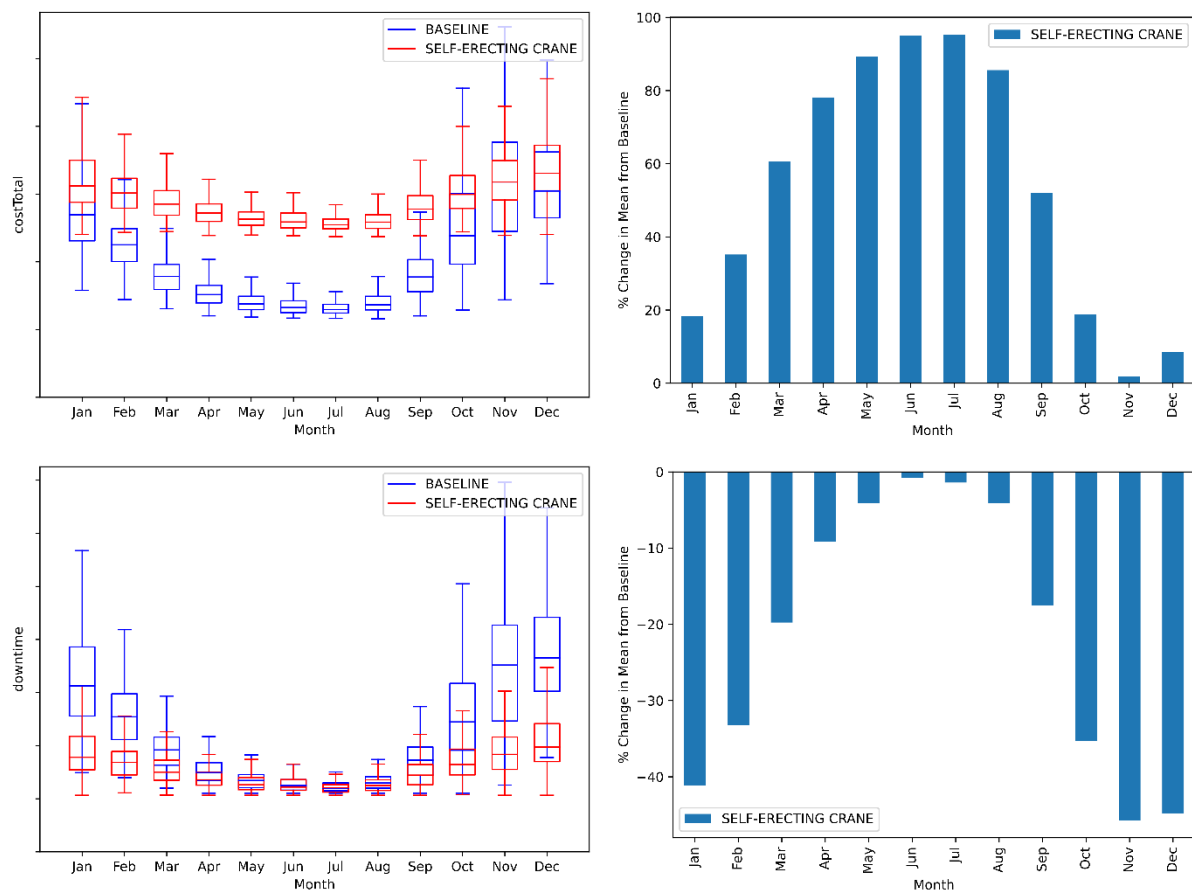 BASELINE
SELF-ERECTING CRANE
costTotal
Jan Feb Mar Apr May Jun Jul Aug Sep Oct Nov Dec
Month
SELF-ERECTING CRANE
% Change in Mean from Baseline
100
80
60
40
20
0
Jan Feb Mar Apr May Jun Jul Aug Sep Oct Nov Dec
Month
BASELINE
SELF-ERECTING CRANE
downtime
Jan Feb Mar Apr May Jun Jul Aug Sep Oct Nov Dec
Month
% Change in Mean from Baseline
0
−10
−20
−30
−40
SELF-ERECTING CRANE
Jan Feb Mar Apr May Jun Jul Aug Sep Oct Nov Dec
Month